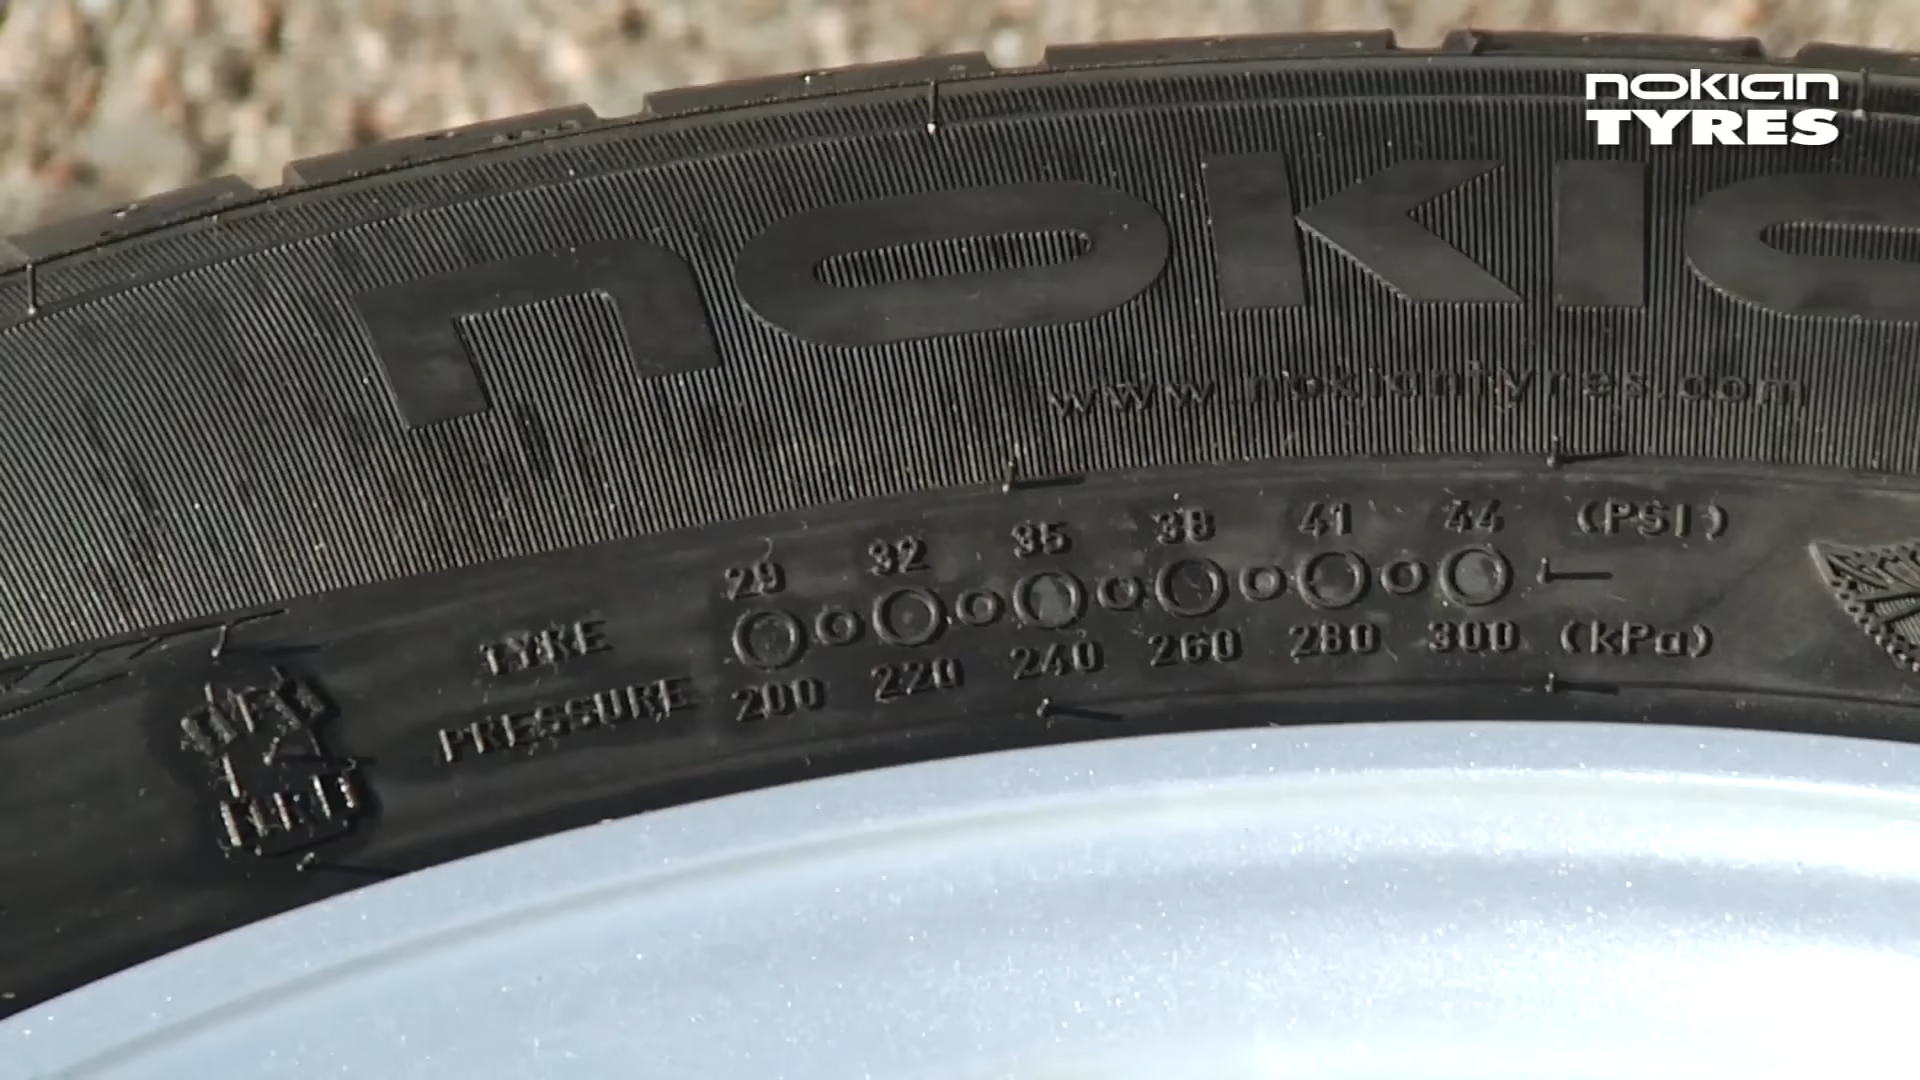 nokian
TYRES
nokia
www.nokiantyres.com
29 32 35 38 41 44 (PSI)
TYRE
PRESSURE
200 220 240 260 280 300 (kPa)